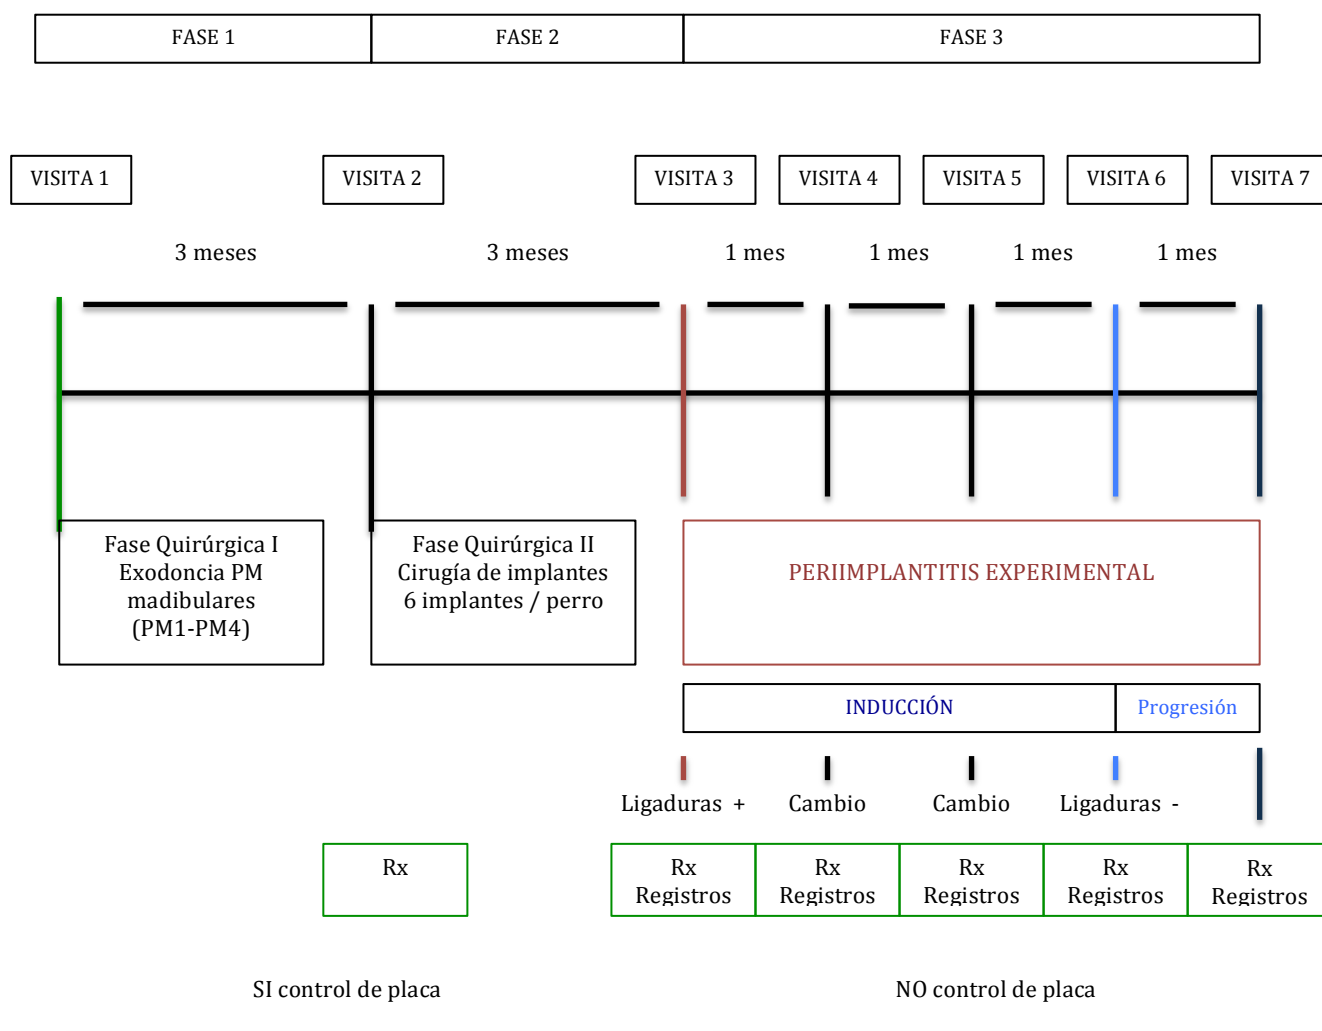 FASE 1
FASE 2
FASE 3
VISITA 1
VISITA 2
VISITA 3
VISITA 4
VISITA 5
VISITA 6
VISITA 7
3 meses
3 meses
1 mes
1 mes
1 mes
1 mes
Fase Quirúrgica I
Exodoncia PM
madibulares
(PM1-PM4)
Fase Quirúrgica II
Cirugía de implantes
6 implantes / perro
PERIIMPLANTITIS EXPERIMENTAL
INDUCCIÓN
Progresión
Ligaduras +
Cambio
Cambio
Ligaduras -
Rx
Rx
Registros
Rx
Registros
Rx
Registros
Rx
Registros
Rx
Registros
SI control de placa
NO control de placa